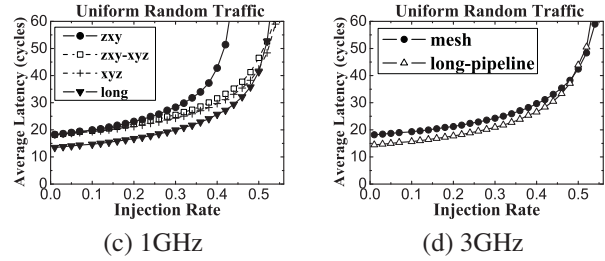 Uniform Random Traffic
Average Latency (cycles)
60
50
40
30
20
10
0
zxy
zxy-xyz
xyz
long
0.0 0.1 0.2 0.3 0.4 0.5
Injection Rate
(c) 1GHz
Uniform Random Traffic
Average Latency (cycles)
60
50
40
30
20
10
0
mesh
long-pipeline
0.0 0.1 0.2 0.3 0.4 0.5
Injection Rate
(d) 3GHz